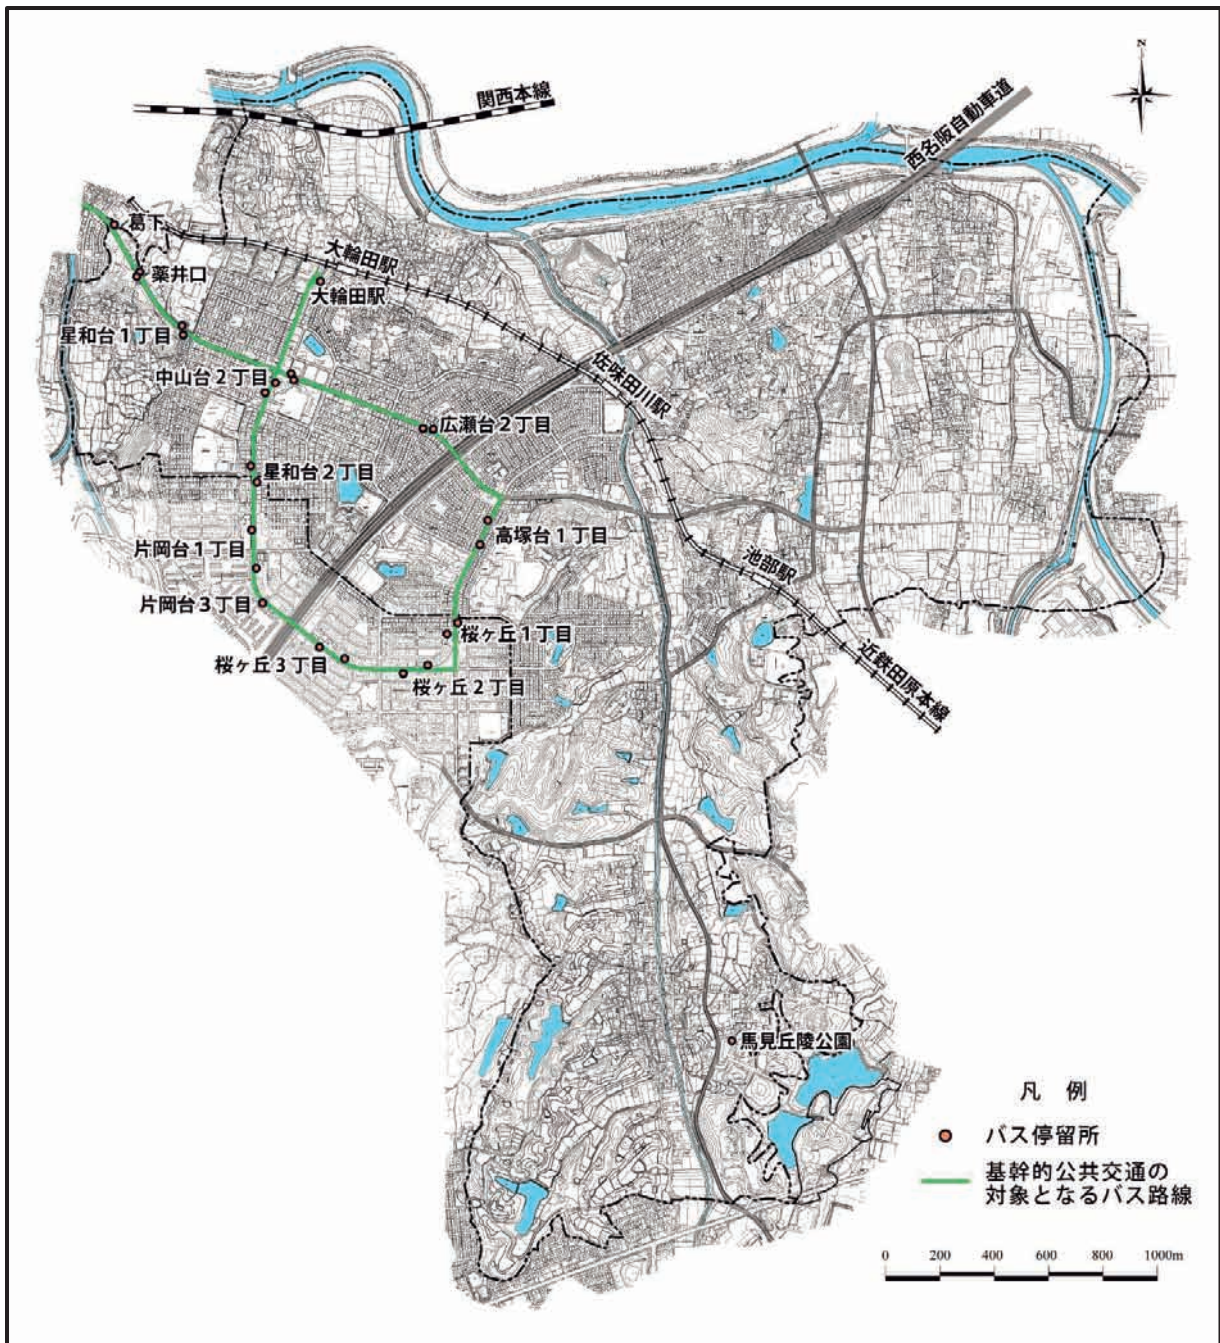 N
関西本線
西名阪自動車道
葛下
大輪田駅
薬井口
大輪田駅
星和台1丁目
佐味田川駅
中山台2丁目
広瀬台2丁目
星和台2丁目
片岡台1丁目
高塚台1丁目
池部駅
片岡台3丁目
桜ヶ丘1丁目
近鉄田原本線
桜ヶ丘3丁目
桜ヶ丘2丁目
馬見丘陵公園
凡 例
バス停留所
基幹的公共交通の
対象となるバス路線
0 200 400 600 800 1000m